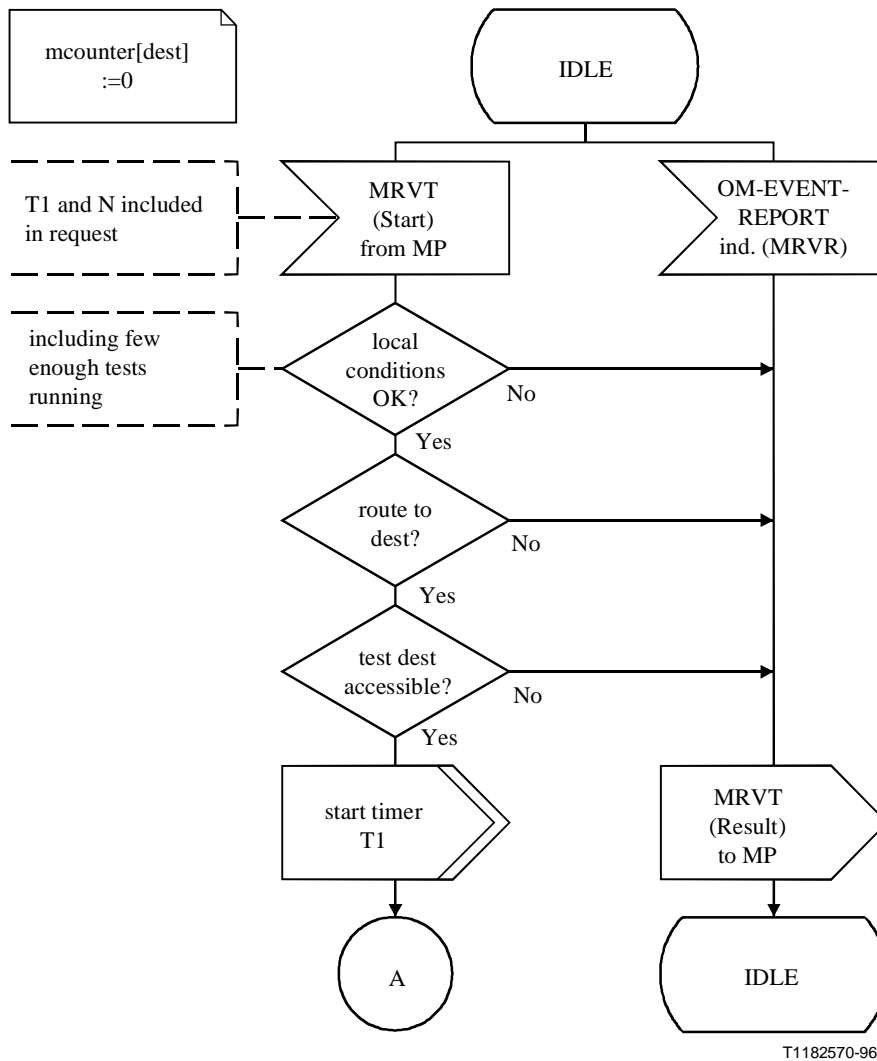 mcounter[dest]
:=0
IDLE
T1 and N included
in request
MRVT
(Start)
from MP
OM-EVENT-
REPORT
ind. (MRVR)
including few
enough tests
running
local
conditions
OK?
No
Yes
route to
dest?
No
Yes
test dest
accessible?
No
Yes
start timer
T1
MRVT
(Result)
to MP
A
IDLE
T1182570-96